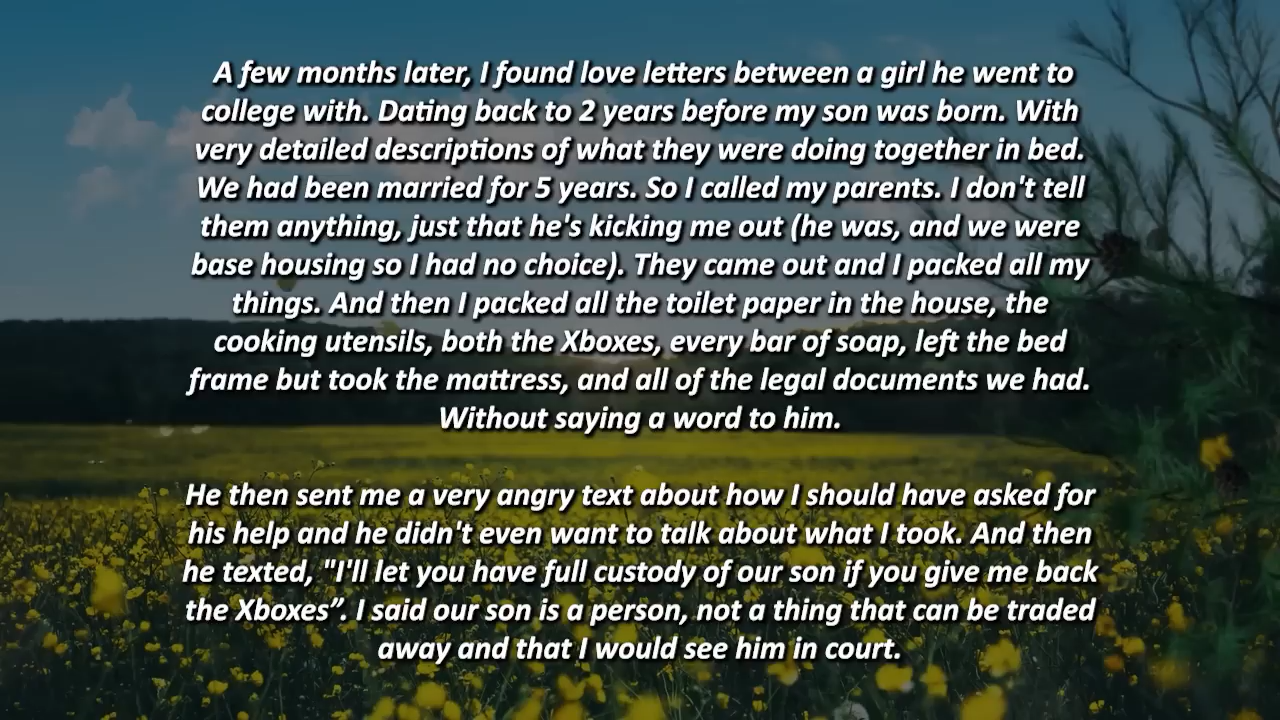 A few months later, I found love letters between a girl he went to
college with. Dating back to 2 years before my son was born. With
very detailed descriptions of what they were doing together in bed.
We had been married for 5 years. So I called my parents. I don't tell
them anything, just that he's kicking me out (he was, and we were
base housing so I had no choice). They came out and I packed all my
things. And then I packed all the toilet paper in the house, the
cooking utensils, both the Xboxes, every bar of soap, left the bed
frame but took the mattress, and all of the legal documents we had.
Without saying a word to him.
He then sent me a very angry text about how I should have asked for
his help and he didn't even want to talk about what I took. And then
he texted, "I'll let you have full custody of our son if you give me back
the Xboxes”. I said our son is a person, not a thing that can be traded
away and that I would see him in court.